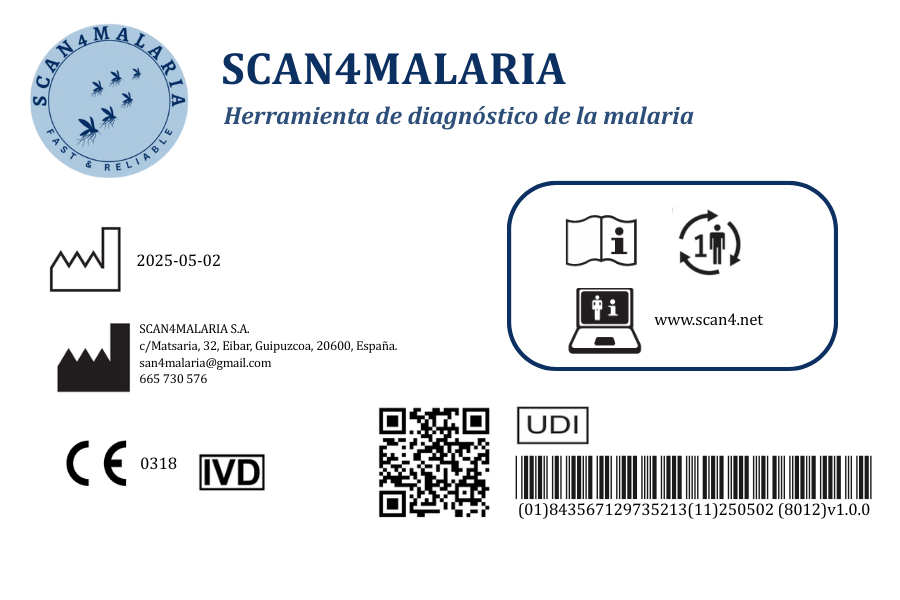 SCAN4MALARIA
FAST & RELIABLE
SCAN4MALARIA
Herramienta de diagnóstico de la malaria
2025-05-02
i
1
i
www.scan4.net
SCAN4MALARIA S.A.
c/Matsaria, 32, Eibar, Guipuzcoa, 20600, España.
san4malaria@gmail.com
665 730 576
CE 0318
IVD
UDI
(01)843567129735213(11)250502 (8012)v1.0.0